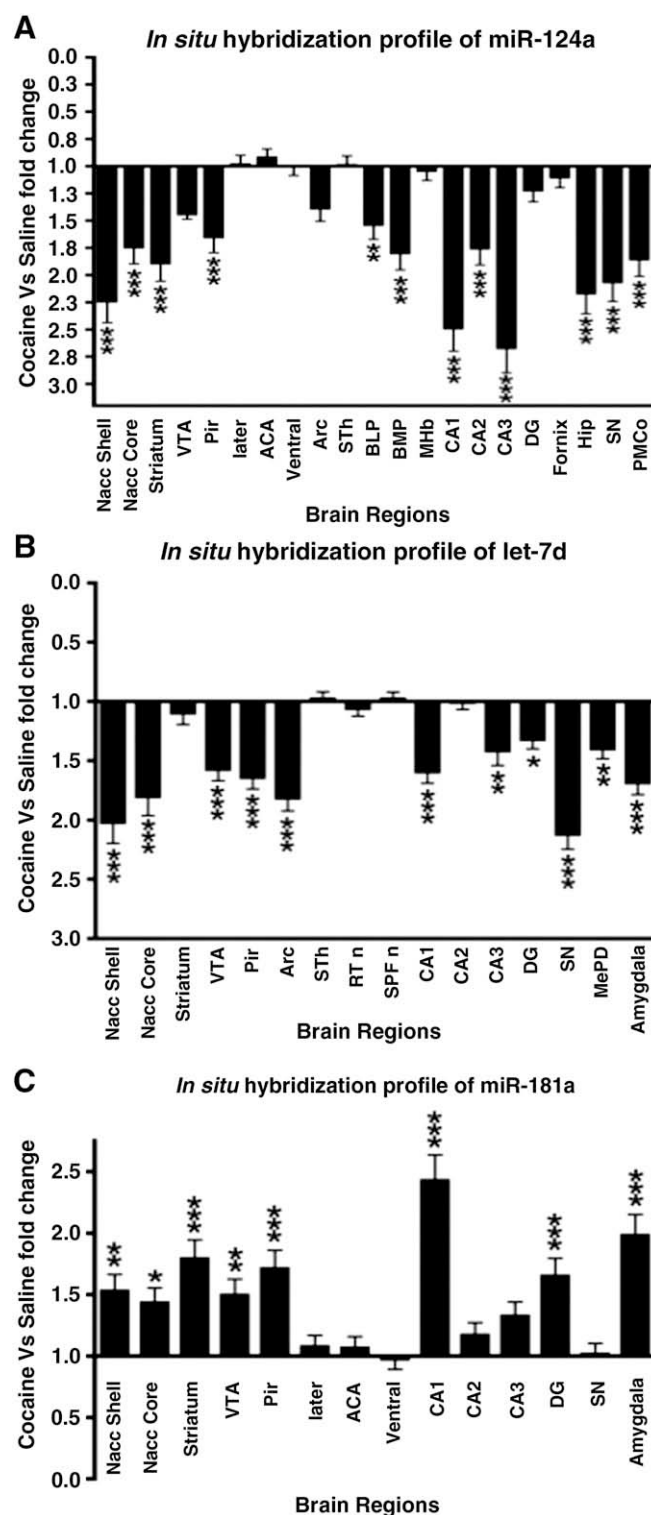 A
In situ hybridization profile of miR-124a
Cocaine Vs Saline fold change
0.0
0.3
0.5
0.8
1.0
1.3
1.5
1.8
2.0
2.3
2.5
2.8
3.0
*** *** *** *** ** *** *** *** *** *** *** ***
Nacc Shell Nacc Core Striatum VTA Pir later ACA Ventral Arc STh BLP BMP MHb CA1 CA2 CA3 DG Fornix Hip SN PMCo
Brain Regions
B
In situ hybridization profile of let-7d
Cocaine Vs Saline fold change
0.0
0.5
1.0
1.5
2.0
2.5
3.0
*** *** *** *** *** *** ** * *** ** ***
Nacc Shell Nacc Core Striatum VTA Pir Arc STh RT n SPF n CA1 CA2 CA3 DG SN MePD Amygdala
Brain Regions
C
In situ hybridization profile of miR-181a
Cocaine Vs Saline fold change
2.5
2.0
1.5
1.0
0.5
0.0
** * *** ** *** *** *** ***
Nacc Shell Nacc Core Striatum VTA Pir later ACA Ventral CA1 CA2 CA3 DG SN Amygdala
Brain Regions